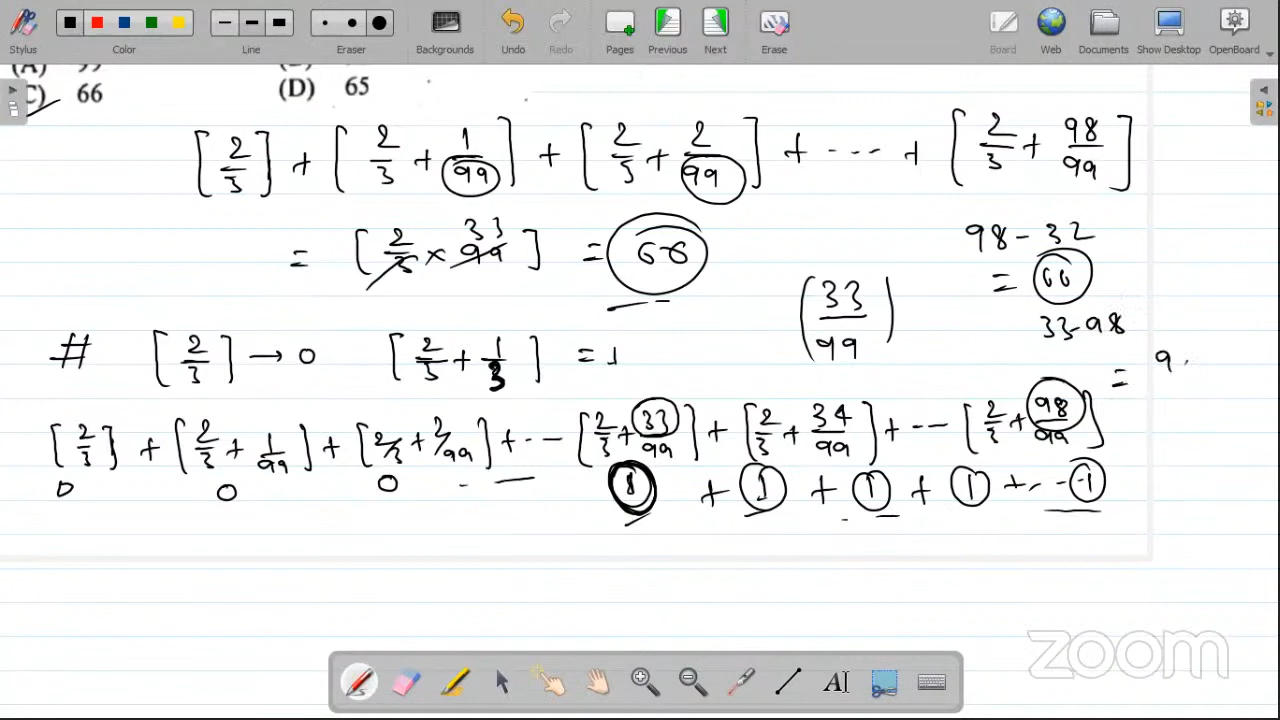 Stylus Color Line Eraser Backgrounds Undo Redo Pages Previous Next Erase Board Web Documents Show Desktop OpenBoard
C) 66 (D) 65
[2/3] + [2/3 + 1/99] + [2/3 + 2/99] + --- + [2/3 + 98/99]
= [2/3 × 99 33] = 66
98 - 32
= 66
(33/99)
33-98
# [2/3] → 0 [2/3 + 1/3] = 1
= 9
[2/3] + [2/3 + 1/99] + [2/3 + 2/99] + -- [2/3 + 33/99] + [2/3 + 34/99] + -- [2/3 + 98/99]
0 0 0 - — 1 + 1 + 1 + 1 + -- 1
zoom